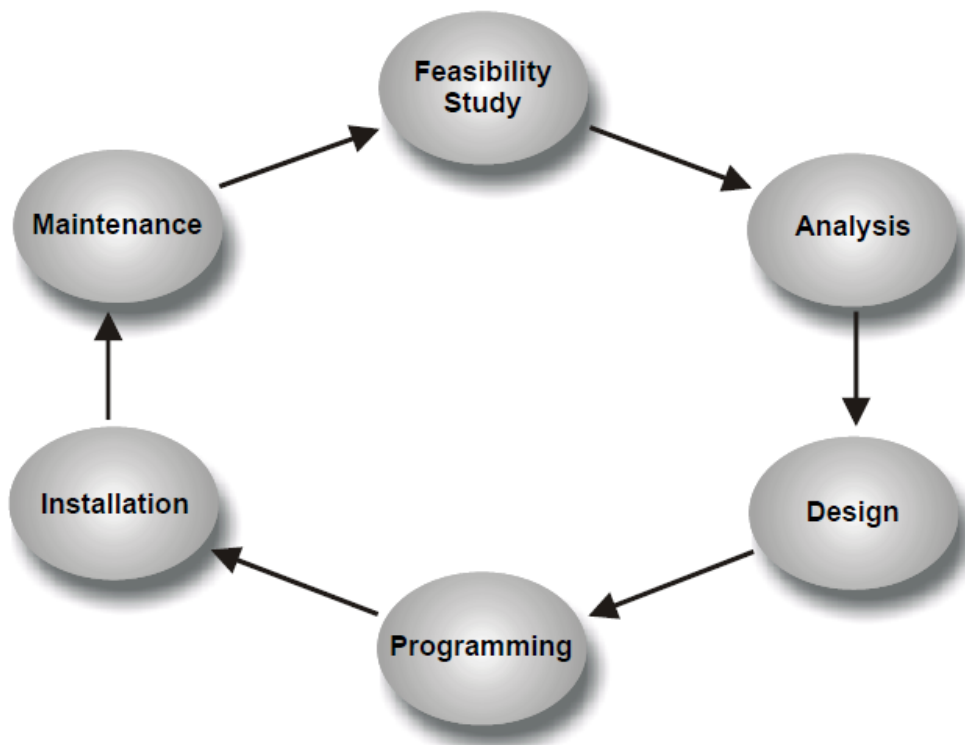 Feasibility
Study
Analysis
Design
Programming
Installation
Maintenance